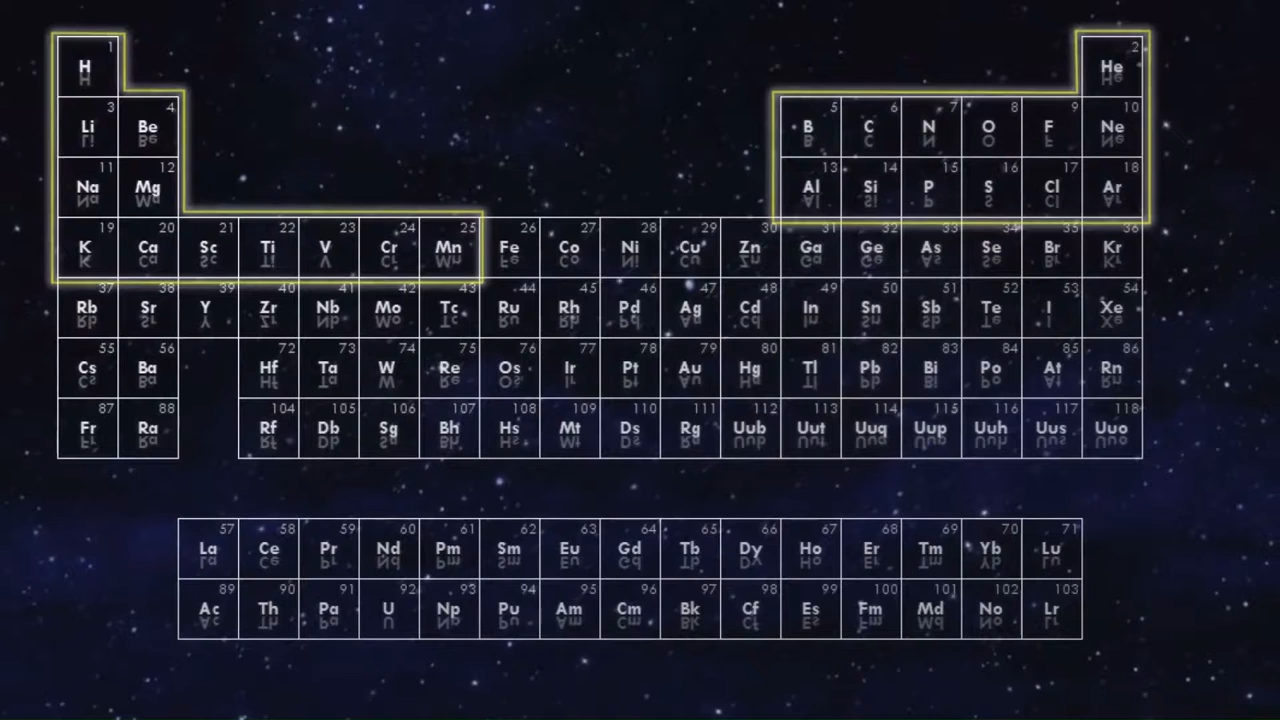 1 2
H He
3 4 5 6 7 8 9 10
Li Be B C N O F Ne
11 12 13 14 15 16 17 18
Na Mg Al Si P S Cl Ar
19 20 21 22 23 24 25 26 27 28 29 30 31 32 33 34 35 36
K Ca Sc Ti V Cr Mn Fe Co Ni Cu Zn Ga Ge As Se Br Kr
37 38 39 40 41 42 43 44 45 46 47 48 49 50 51 52 53 54
Rb Sr Y Zr Nb Mo Tc Ru Rh Pd Ag Cd In Sn Sb Te I Xe
55 56 72 73 74 75 76 77 78 79 80 81 82 83 84 85 86
Cs Ba Hf Ta W Re Os Ir Pt Au Hg Tl Pb Bi Po At Rn
87 88 104 105 106 107 108 109 110 111 112 113 114 115 116 117 118
Fr Ra Rf Db Sg Bh Hs Mt Ds Rg Uub Uut Uuq Uup Uuh Uus Uuo
57 58 59 60 61 62 63 64 65 66 67 68 69 70 71
La Ce Pr Nd Pm Sm Eu Gd Tb Dy Ho Er Tm Yb Lu
89 90 91 92 93 94 95 96 97 98 99 100 101 102 103
Ac Th Pa U Np Pu Am Cm Bk Cf Es Fm Md No Lr